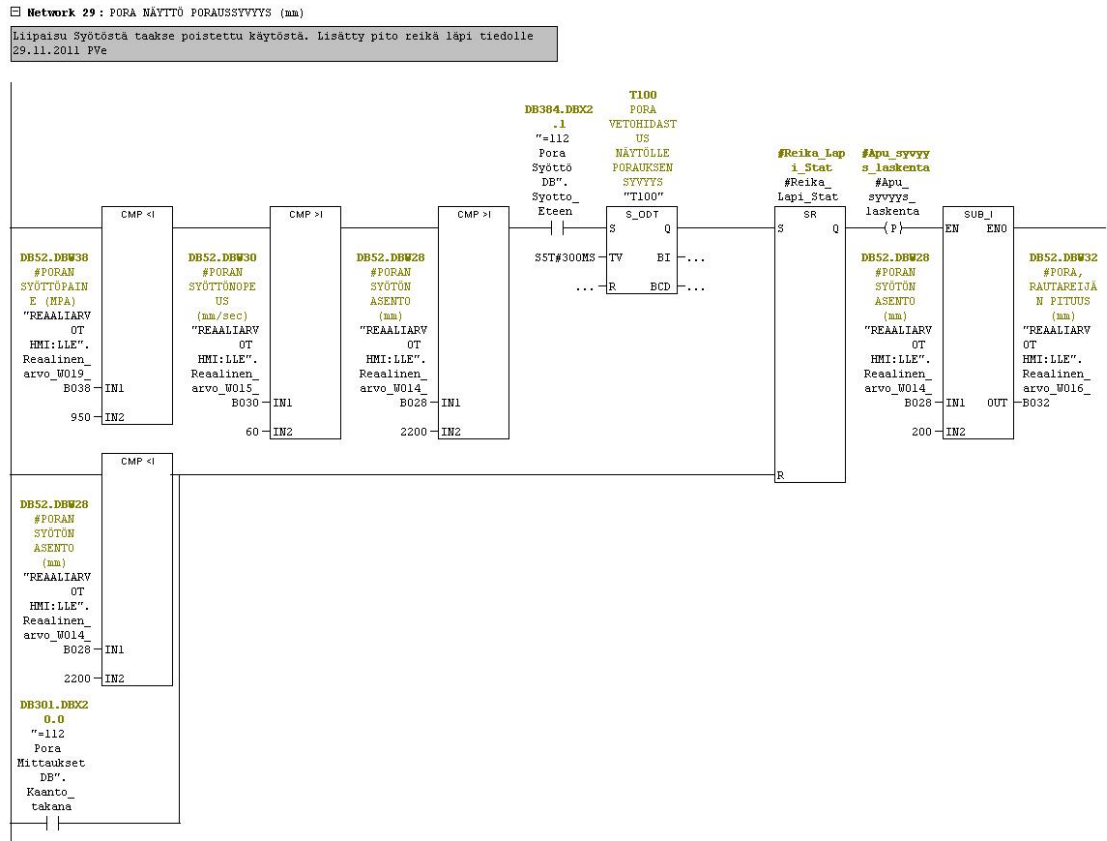 Network 29 : PORA NÄYTTÖ PORAUSSYVYYS (mm)
Liipaisu Syötöstä taakse poistettu käytöstä. Lisätty pito reikä läpi tiedolle
29.11.2011 PVe
T100
PORA
VETOHIDAST
US
NÄYTÖLLE
PORAUKSEN
SYVYYS
"T100"
DB384.DBX2
.1
"=112
Pora
Syöttö
DB".
Syotto_
Eteen
#Reika_Lap
i_Stat
#Reika_
Lapi_Stat
#Apu_syvyy
s_laskenta
#Apu_
syvyys_
laskenta
CMP <I
CMP >I
CMP >I
S_ODT
SR
SUB_I
S Q
S Q
( P )
EN ENO
S5T#300MS TV BI ...
... R BCD ...
DB52.DBW38
#PORAN
SYÖTTÖPAIN
E (MPA)
"REAALIARV
OT
HMI:LLE".
Reaalinen_
arvo_W019_
B038 IN1
950 IN2
DB52.DBW30
#PORAN
SYÖTTÖNOPE
US
(mm/sec)
"REAALIARV
OT
HMI:LLE".
Reaalinen_
arvo_W015_
B030 IN1
60 IN2
DB52.DBW28
#PORAN
SYÖTÖN
ASENTO
(mm)
"REAALIARV
OT
HMI:LLE".
Reaalinen_
arvo_W014_
B028 IN1
2200 IN2
DB52.DBW28
#PORAN
SYÖTÖN
ASENTO
(mm)
"REAALIARV
OT
HMI:LLE".
Reaalinen_
arvo_W014_
B028 IN1 OUT
200 IN2
DB52.DBW32
#PORA,
RAUTAREIJÄ
N PITUUS
(mm)
"REAALIARV
OT
HMI:LLE".
Reaalinen_
arvo_W016_
B032
CMP <I
R
DB52.DBW28
#PORAN
SYÖTÖN
ASENTO
(mm)
"REAALIARV
OT
HMI:LLE".
Reaalinen_
arvo_W014_
B028 IN1
2200 IN2
DB301.DBX2
0.0
"=112
Pora
Mittaukset
DB".
Kaanto_
takana